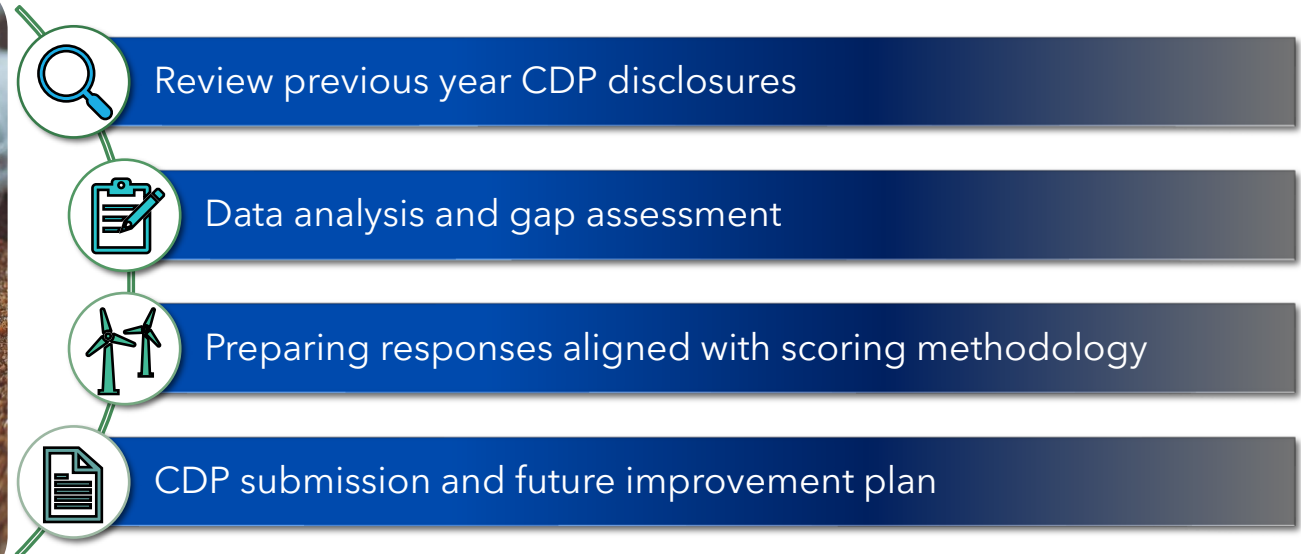 Review previous year CDP disclosures
Data analysis and gap assessment
Preparing responses aligned with scoring methodology
CDP submission and future improvement plan